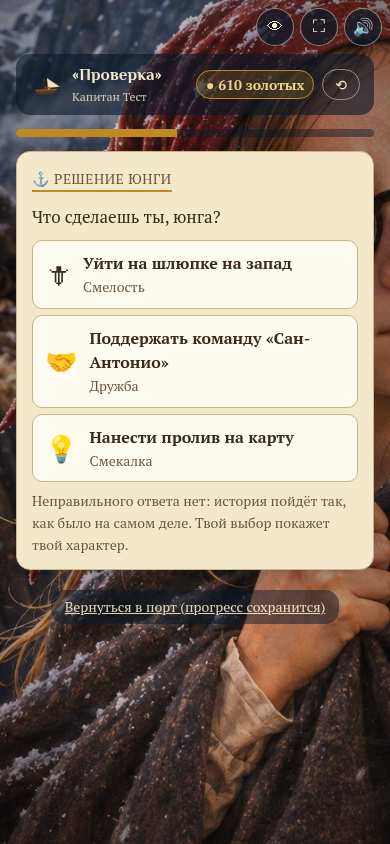 «Проверка»
Капитан Тест
610 золотых
⚓ РЕШЕНИЕ ЮНГИ
Что сделаешь ты, юнга?
Уйти на шлюпке на запад
Смелость
Поддержать команду «Сан-
Антонио»
Дружба
Нанести пролив на карту
Смекалка
Неправильного ответа нет: история пойдёт так,
как было на самом деле. Твой выбор покажет
твой характер.
Вернуться в порт (прогресс сохранится)